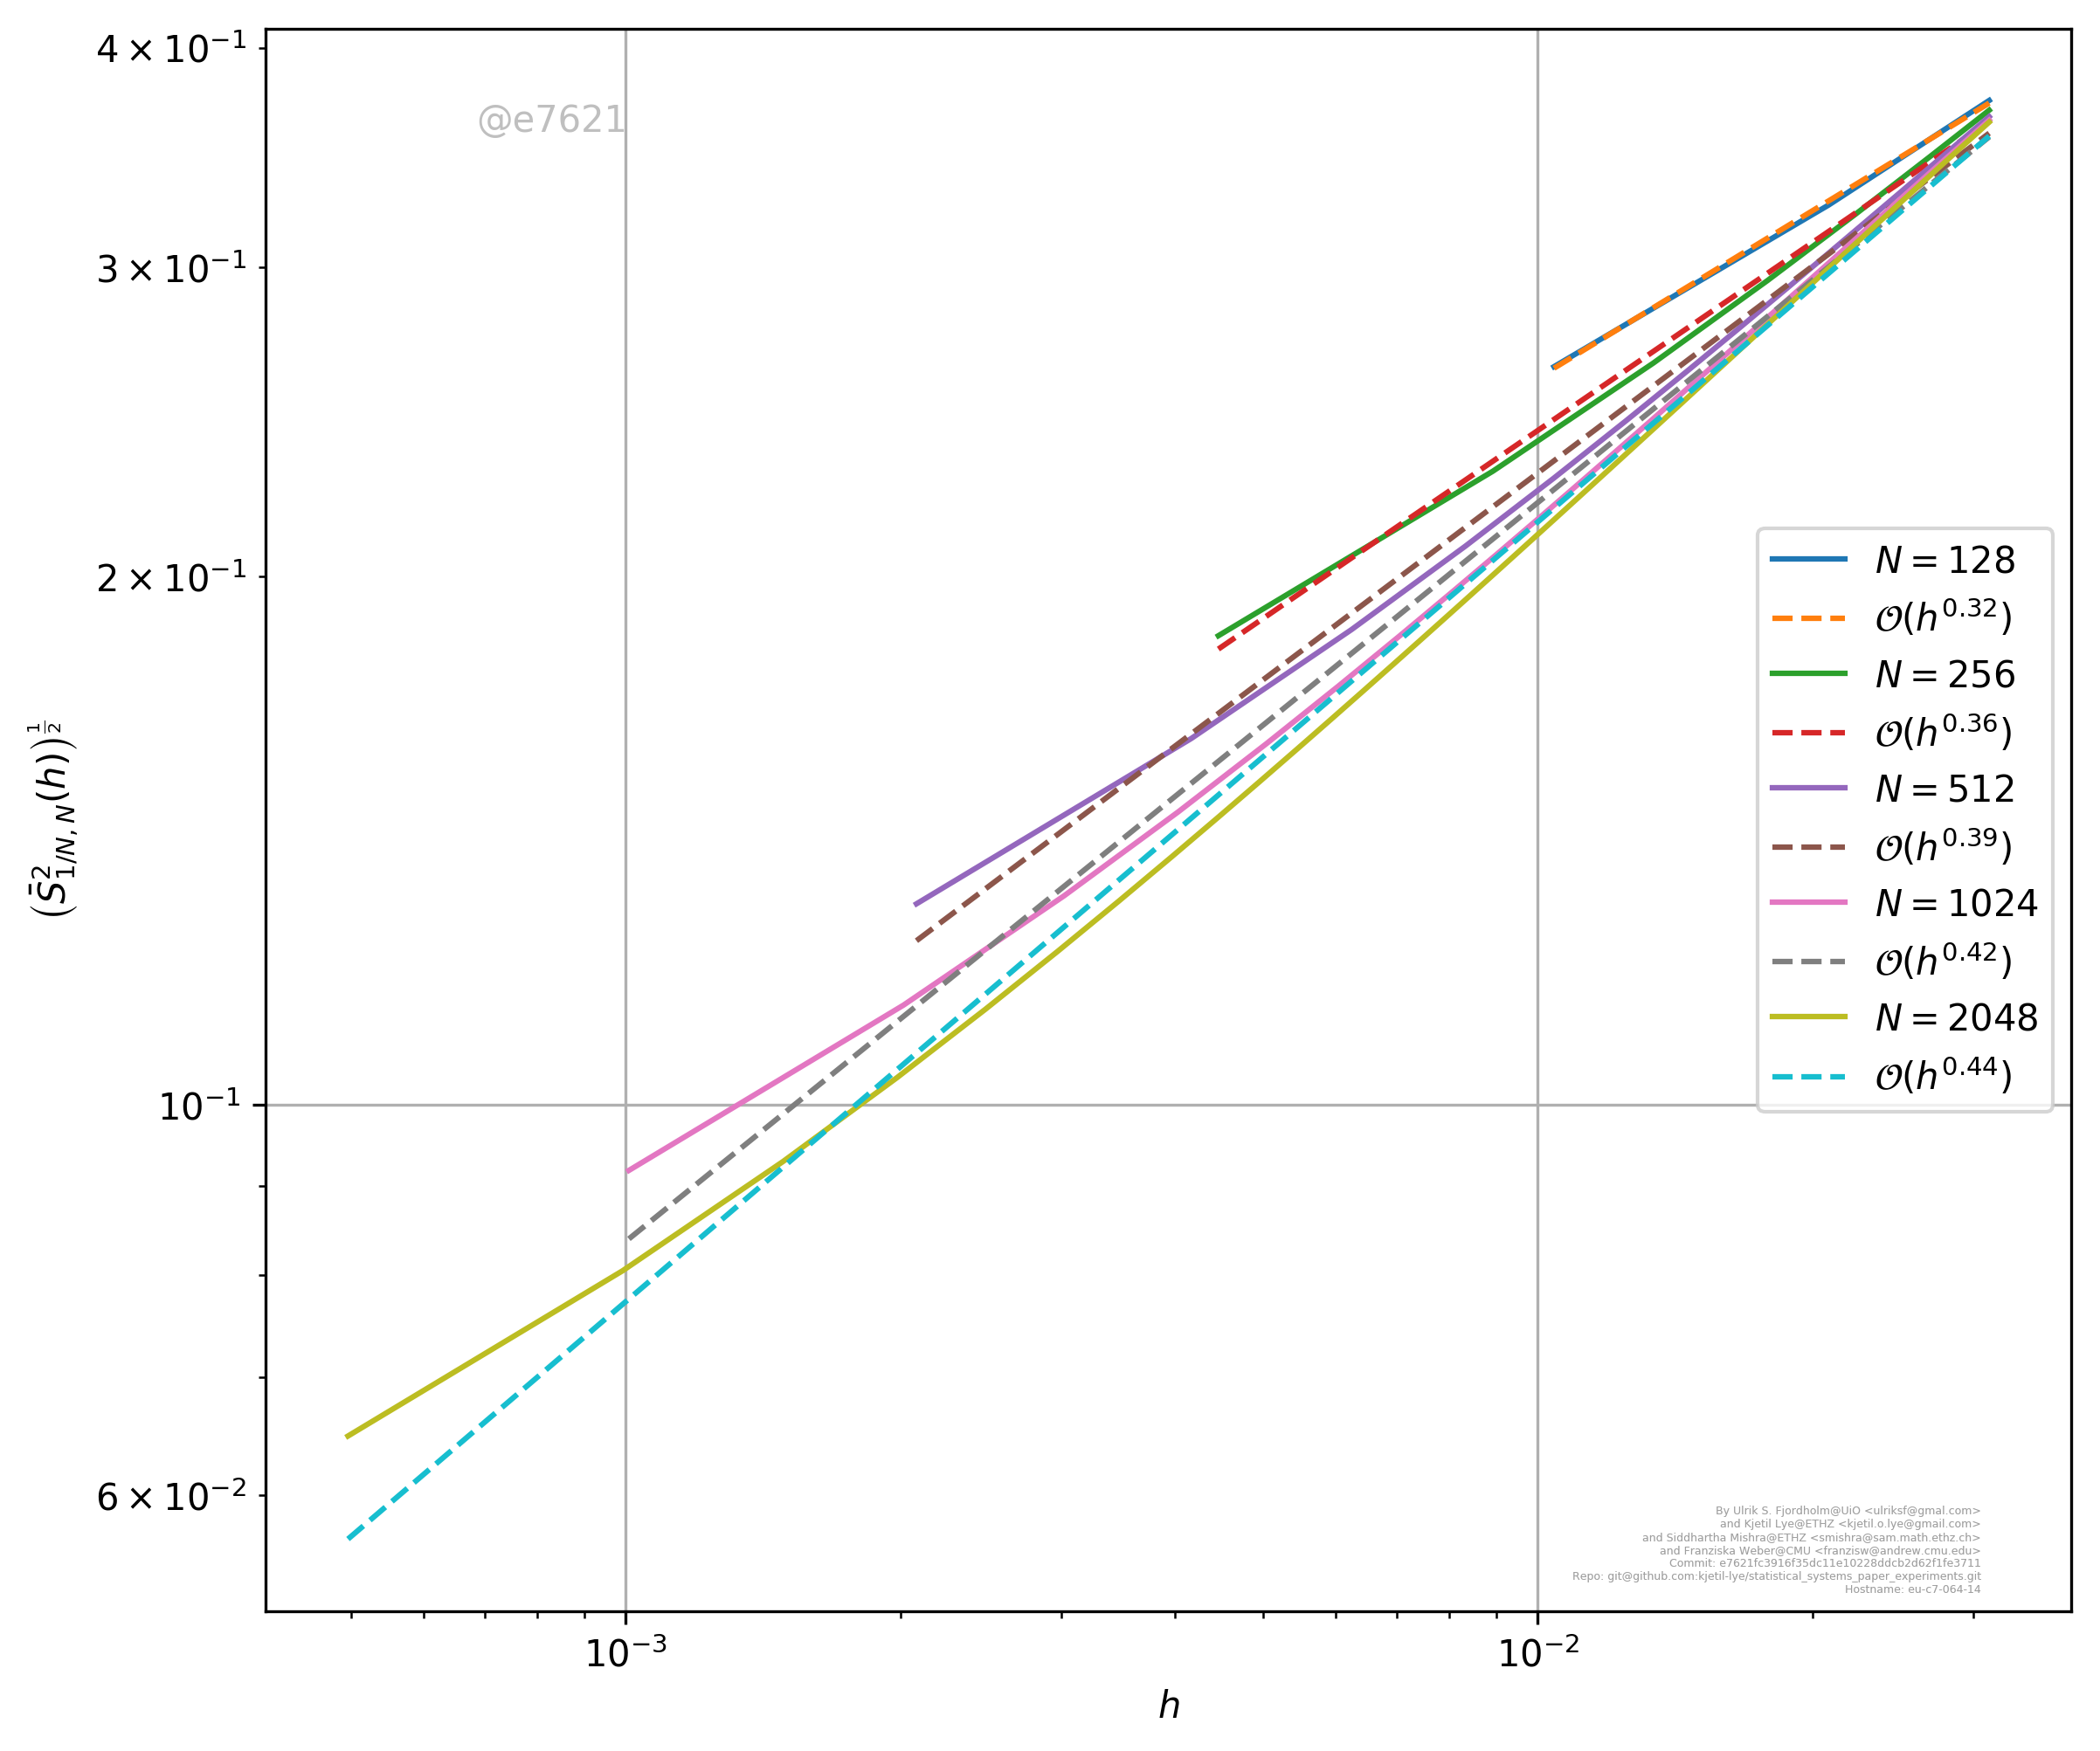 4 × 10⁻¹
@e7621
3 × 10⁻¹
2 × 10⁻¹
10⁻¹
6 × 10⁻²
(S̄²₁/N, N(h))^½
N = 128
𝒪(h^0.32)
N = 256
𝒪(h^0.36)
N = 512
𝒪(h^0.39)
N = 1024
𝒪(h^0.42)
N = 2048
𝒪(h^0.44)
By Ulrik S. Fjordholm@UiO <ulriksf@gmal.com>
and Kjetil Lye@ETHZ <kjetil.o.lye@gmail.com>
and Siddhartha Mishra@ETHZ <smishra@sam.math.ethz.ch>
and Franziska Weber@CMU <franzisw@andrew.cmu.edu>
Commit: e7621fc3916f35dc11e10228ddcb2d62f1fe3711
Repo: git@github.com:kjetil-lye/statistical_systems_paper_experiments.git
Hostname: eu-c7-064-14
10⁻³
10⁻²
h